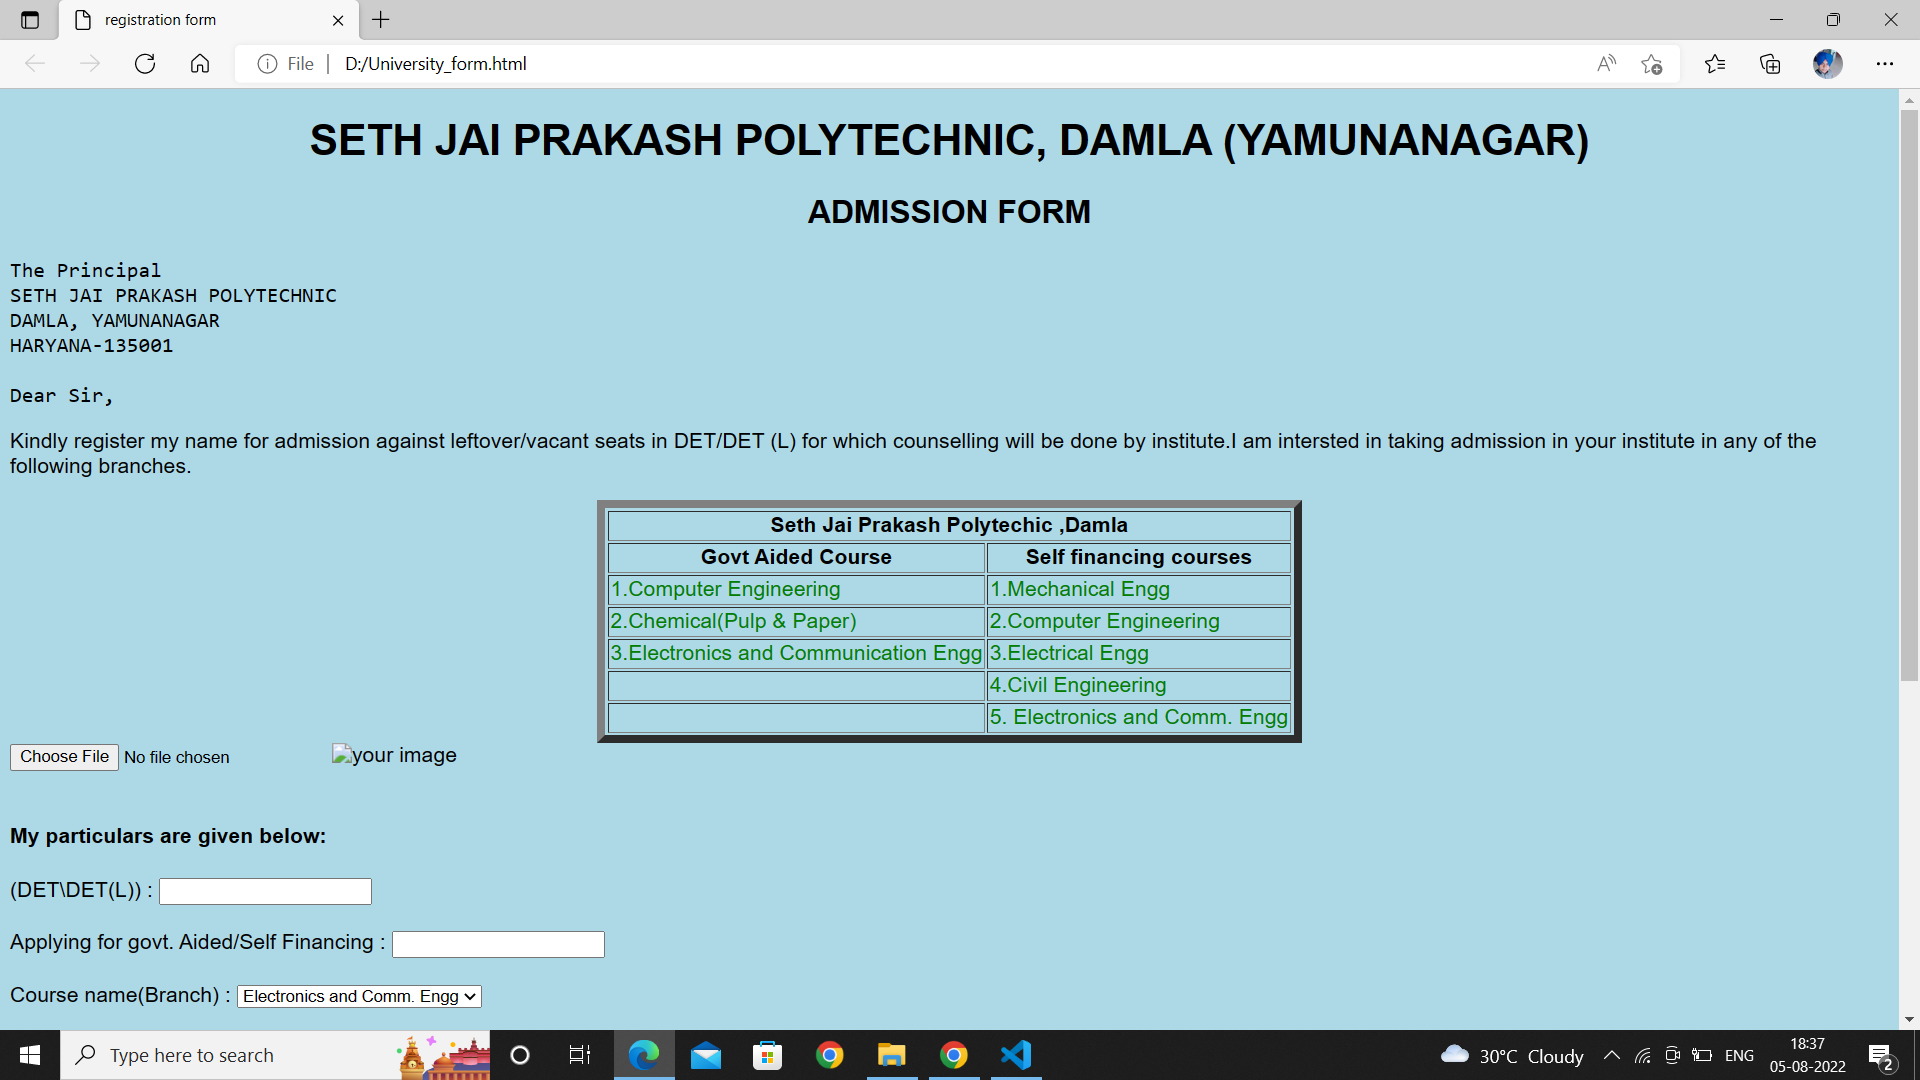 registration form
File
D:/University_form.html
SETH JAI PRAKASH POLYTECHNIC, DAMLA (YAMUNANAGAR)
ADMISSION FORM
The Principal
SETH JAI PRAKASH POLYTECHNIC
DAMLA, YAMUNANAGAR
HARYANA-135001
Dear Sir,
Kindly register my name for admission against leftover/vacant seats in DET/DET (L) for which counselling will be done by institute.I am intersted in taking admission in your institute in any of the
following branches.
Seth Jai Prakash Polytechic ,Damla
Govt Aided Course Self financing courses
1.Computer Engineering 1.Mechanical Engg
2.Chemical(Pulp & Paper) 2.Computer Engineering
3.Electronics and Communication Engg 3.Electrical Engg
4.Civil Engineering
5. Electronics and Comm. Engg
Choose File No file chosen your image
My particulars are given below:
(DET\DET(L)) :
Applying for govt. Aided/Self Financing :
Course name(Branch) : Electronics and Comm. Engg
Type here to search
30°C Cloudy
ENG
18:37
05-08-2022
2